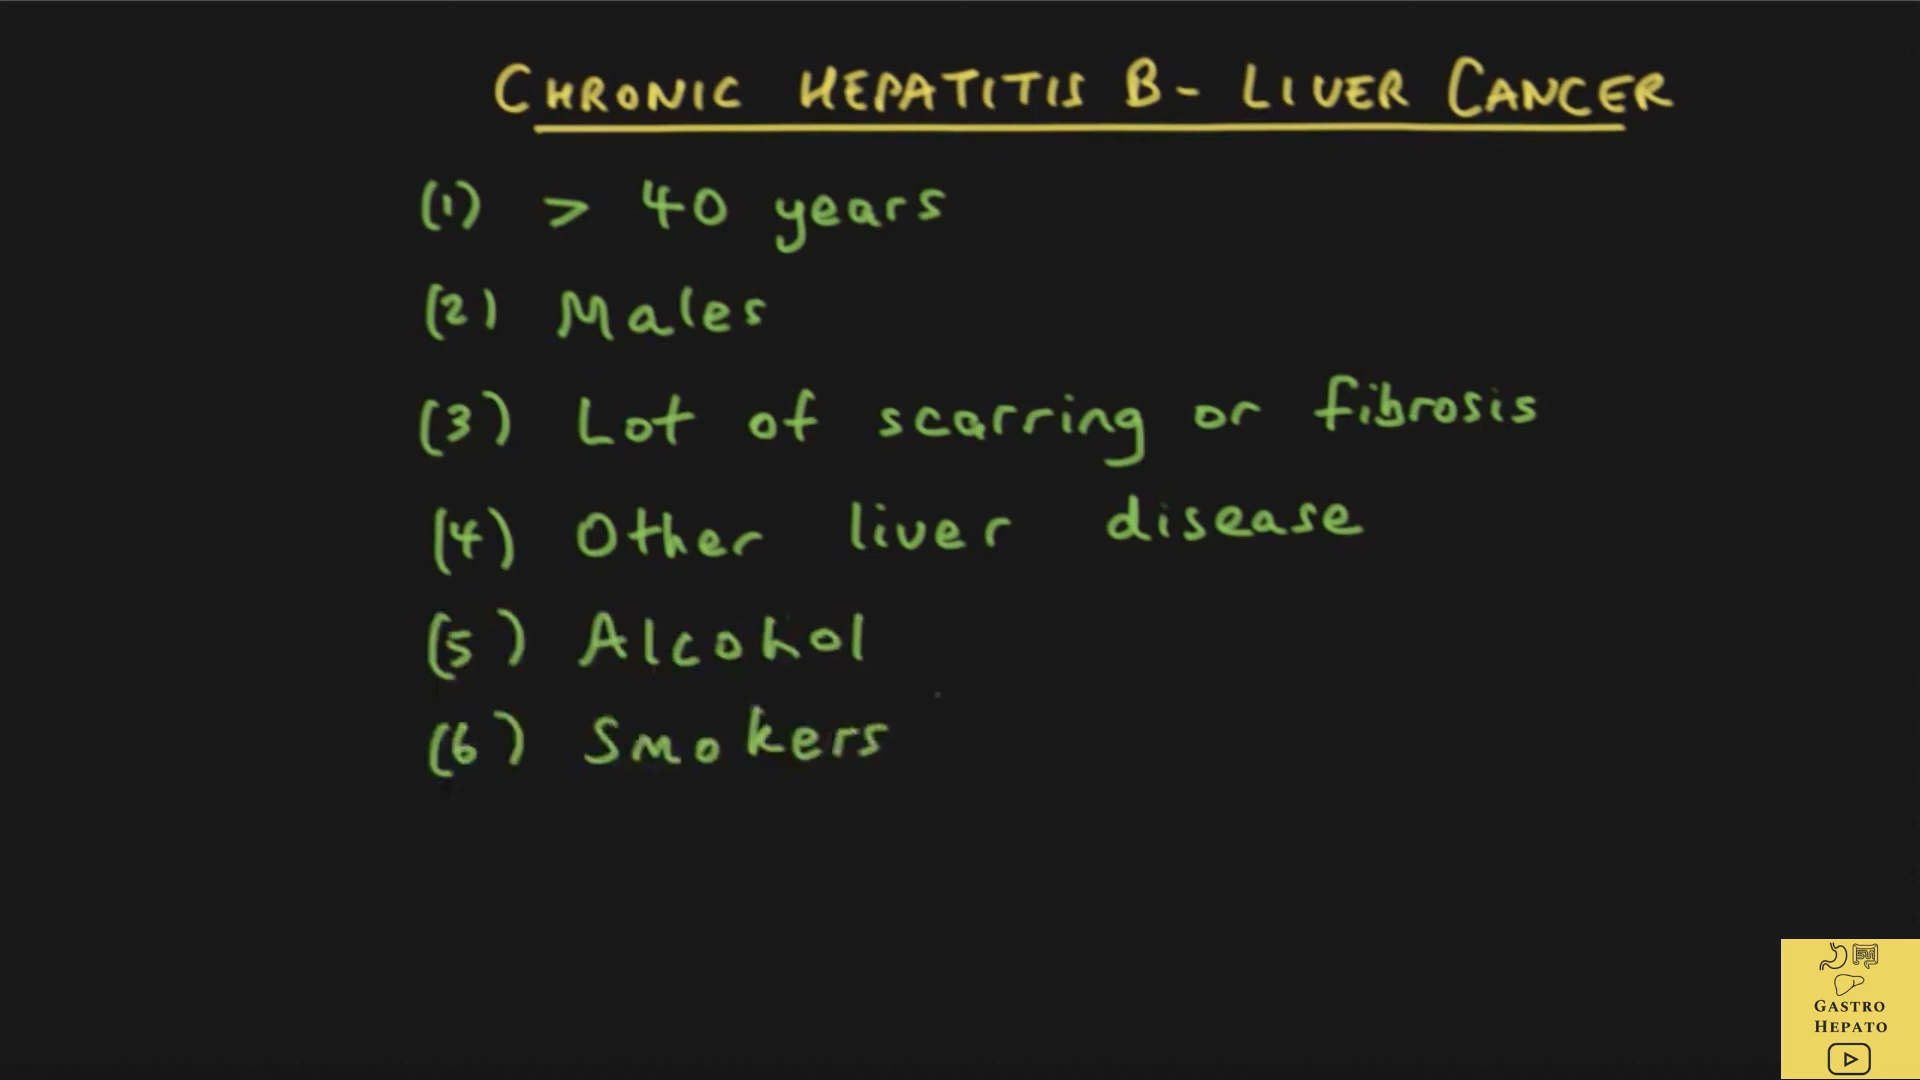 CHRONIC HEPATITIS B- LIVER CANCER
(1) > 40 years
(2) Males
(3) Lot of scarring or fibrosis
(4) Other liver disease
(5) Alcohol
(6) Smokers
GASTRO
HEPATO